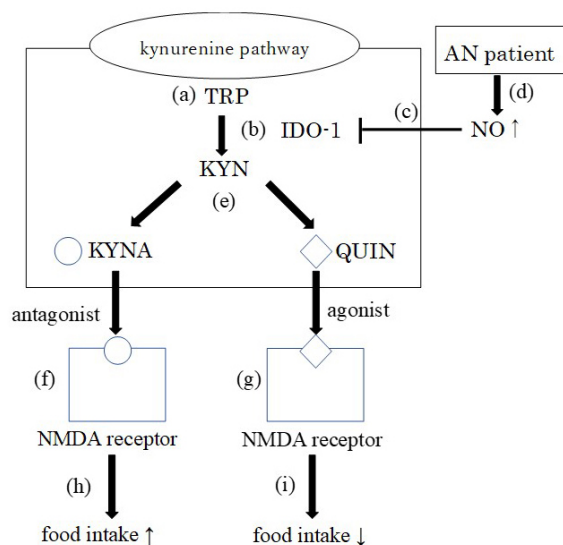 kynurenine pathway
AN patient
(a) TRP
(d)
(c)
(b) IDO-1
NO ↑
KYN
(e)
KYNA
QUIN
antagonist
agonist
(f)
(g)
NMDA receptor
NMDA receptor
(h)
(i)
food intake ↑
food intake ↓